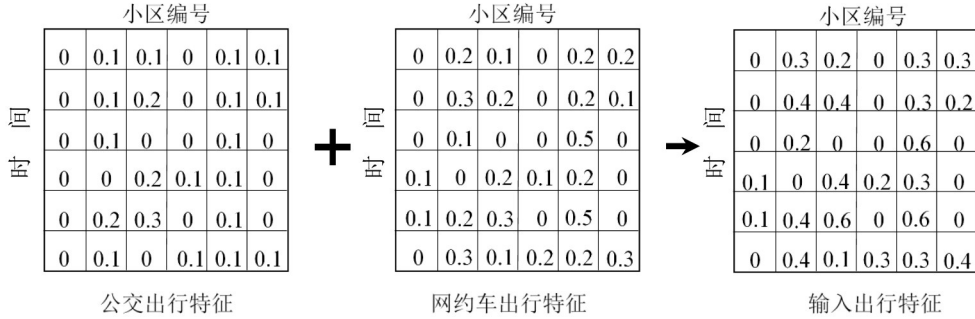 小区编号
0 0.1 0.1 0 0.1 0.1
0 0.1 0.2 0 0.1 0.1
0 0.1 0 0 0.1 0
0 0 0.2 0.1 0.1 0
0 0.2 0.3 0 0.1 0
0 0.1 0 0.1 0.1 0.1
时间
公交出行特征
+
小区编号
0 0.2 0.1 0 0.2 0.2
0 0.3 0.2 0 0.2 0.1
0 0.1 0 0 0.5 0
0.1 0 0.2 0.1 0.2 0
0.1 0.2 0.3 0 0.5 0
0 0.3 0.1 0.2 0.2 0.3
时间
网约车出行特征
小区编号
0 0.3 0.2 0 0.3 0.3
0 0.4 0.4 0 0.3 0.2
0 0.2 0 0 0.6 0
0.1 0 0.4 0.2 0.3 0
0.1 0.4 0.6 0 0.6 0
0 0.4 0.1 0.3 0.3 0.4
时间
输入出行特征